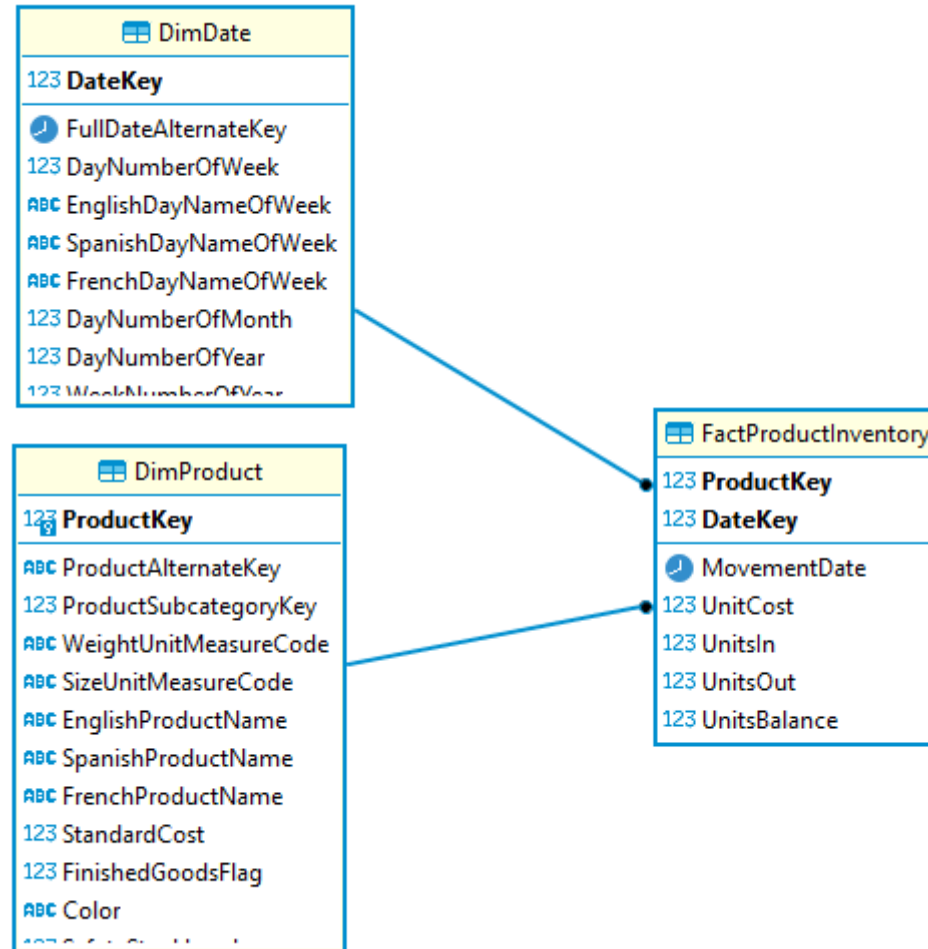 DimDate
123 DateKey
FullDateAlternateKey
123 DayNumberOfWeek
ABC EnglishDayNameOfWeek
ABC SpanishDayNameOfWeek
ABC FrenchDayNameOfWeek
123 DayNumberOfMonth
123 DayNumberOfYear
123 WeekNumberOfYear
DimProduct
123 ProductKey
ABC ProductAlternateKey
123 ProductSubcategoryKey
ABC WeightUnitMeasureCode
ABC SizeUnitMeasureCode
ABC EnglishProductName
ABC SpanishProductName
ABC FrenchProductName
123 StandardCost
123 FinishedGoodsFlag
ABC Color
FactProductInventory
123 ProductKey
123 DateKey
MovementDate
123 UnitCost
123 UnitsIn
123 UnitsOut
123 UnitsBalance